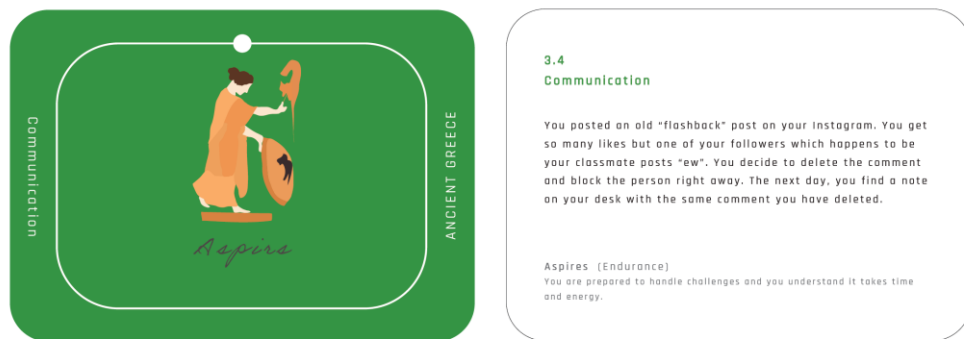 Communication
ANCIENT GREECE
Aspirs
3.4
Communication
You posted an old “flashback” post on your Instagram. You get
so many likes but one of your followers which happens to be
your classmate posts “ew”. You decide to delete the comment
and block the person right away. The next day, you find a note
on your desk with the same comment you have deleted.
Aspires (Endurance)
You are prepared to handle challenges and you understand it takes time
and energy.